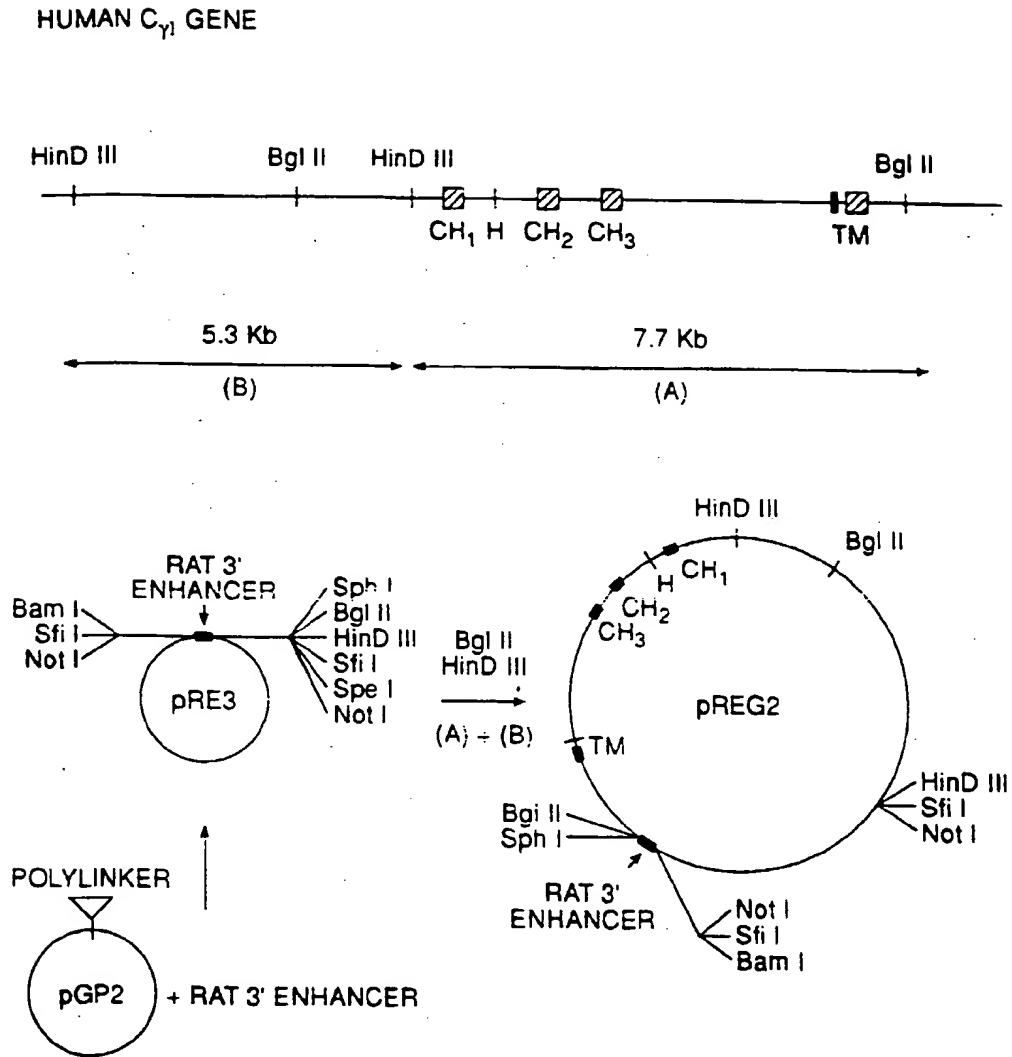 HUMAN Cγ1 GENE
HinD III
Bgl II
HinD III
Bgl II
CH1
H
CH2
CH3
TM
5.3 Kb
7.7 Kb
(B)
(A)
RAT 3'
ENHANCER
Bam I
Sfi I
Not I
Sph I
Bgl II
HinD III
Sfi I
Spe I
Not I
pRE3
Bgl II
HinD III
(A) + (B)
HinD III
Bgl II
CH1
H
CH2
CH3
pREG2
TM
Bgl II
Sph I
HinD III
Sfi I
Not I
RAT 3'
ENHANCER
Not I
Sfi I
Bam I
POLYLINKER
pGP2
+ RAT 3' ENHANCER